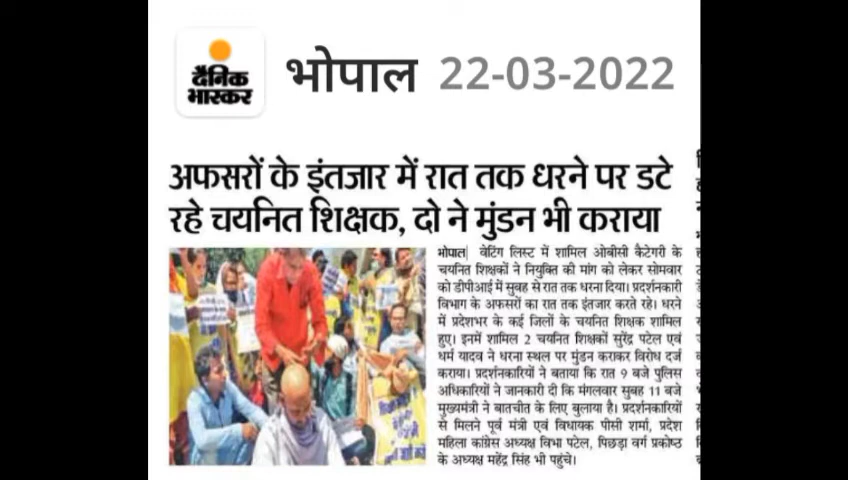 दैनिक
भास्कर
भोपाल 22-03-2022
अफसरों के इंतजार में रात तक धरने पर डटे
रहे चयनित शिक्षक, दो ने मुंडन भी कराया
भोपाल| वेटिंग लिस्ट में शामिल ओबीसी कैटेगरी के
चयनित शिक्षकों ने नियुक्ति की मांग को लेकर सोमवार
को डीपीआई में सुबह से रात तक धरना दिया। प्रदर्शनकारी
विभाग के अफसरों का रात तक इंतजार करते रहे। धरने
में प्रदेशभर के कई जिलों के चयनित शिक्षक शामिल
हुए। इनमें शामिल 2 चयनित शिक्षकों सुरेंद्र पटेल एवं
धर्म यादव ने धरना स्थल पर मुंडन कराकर विरोध दर्ज
कराया। प्रदर्शनकारियों ने बताया कि रात 9 बजे पुलिस
अधिकारियों ने जानकारी दी कि मंगलवार सुबह 11 बजे
मुख्यमंत्री ने बातचीत के लिए बुलाया है। प्रदर्शनकारियों
से मिलने पूर्व मंत्री एवं विधायक पीसी शर्मा, प्रदेश
महिला कांग्रेस अध्यक्ष विभा पटेल, पिछड़ा वर्ग प्रकोष्ठ
के अध्यक्ष महेंद्र सिंह भी पहुंचे।